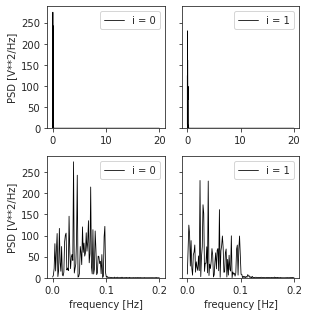 i = 0
i = 1
PSD [V**2/Hz]
250
200
150
100
50
0
0 10 20
0 10 20
i = 0
i = 1
PSD [V**2/Hz]
250
200
150
100
50
0
0.0 0.1 0.2
0.0 0.1 0.2
frequency [Hz]
frequency [Hz]